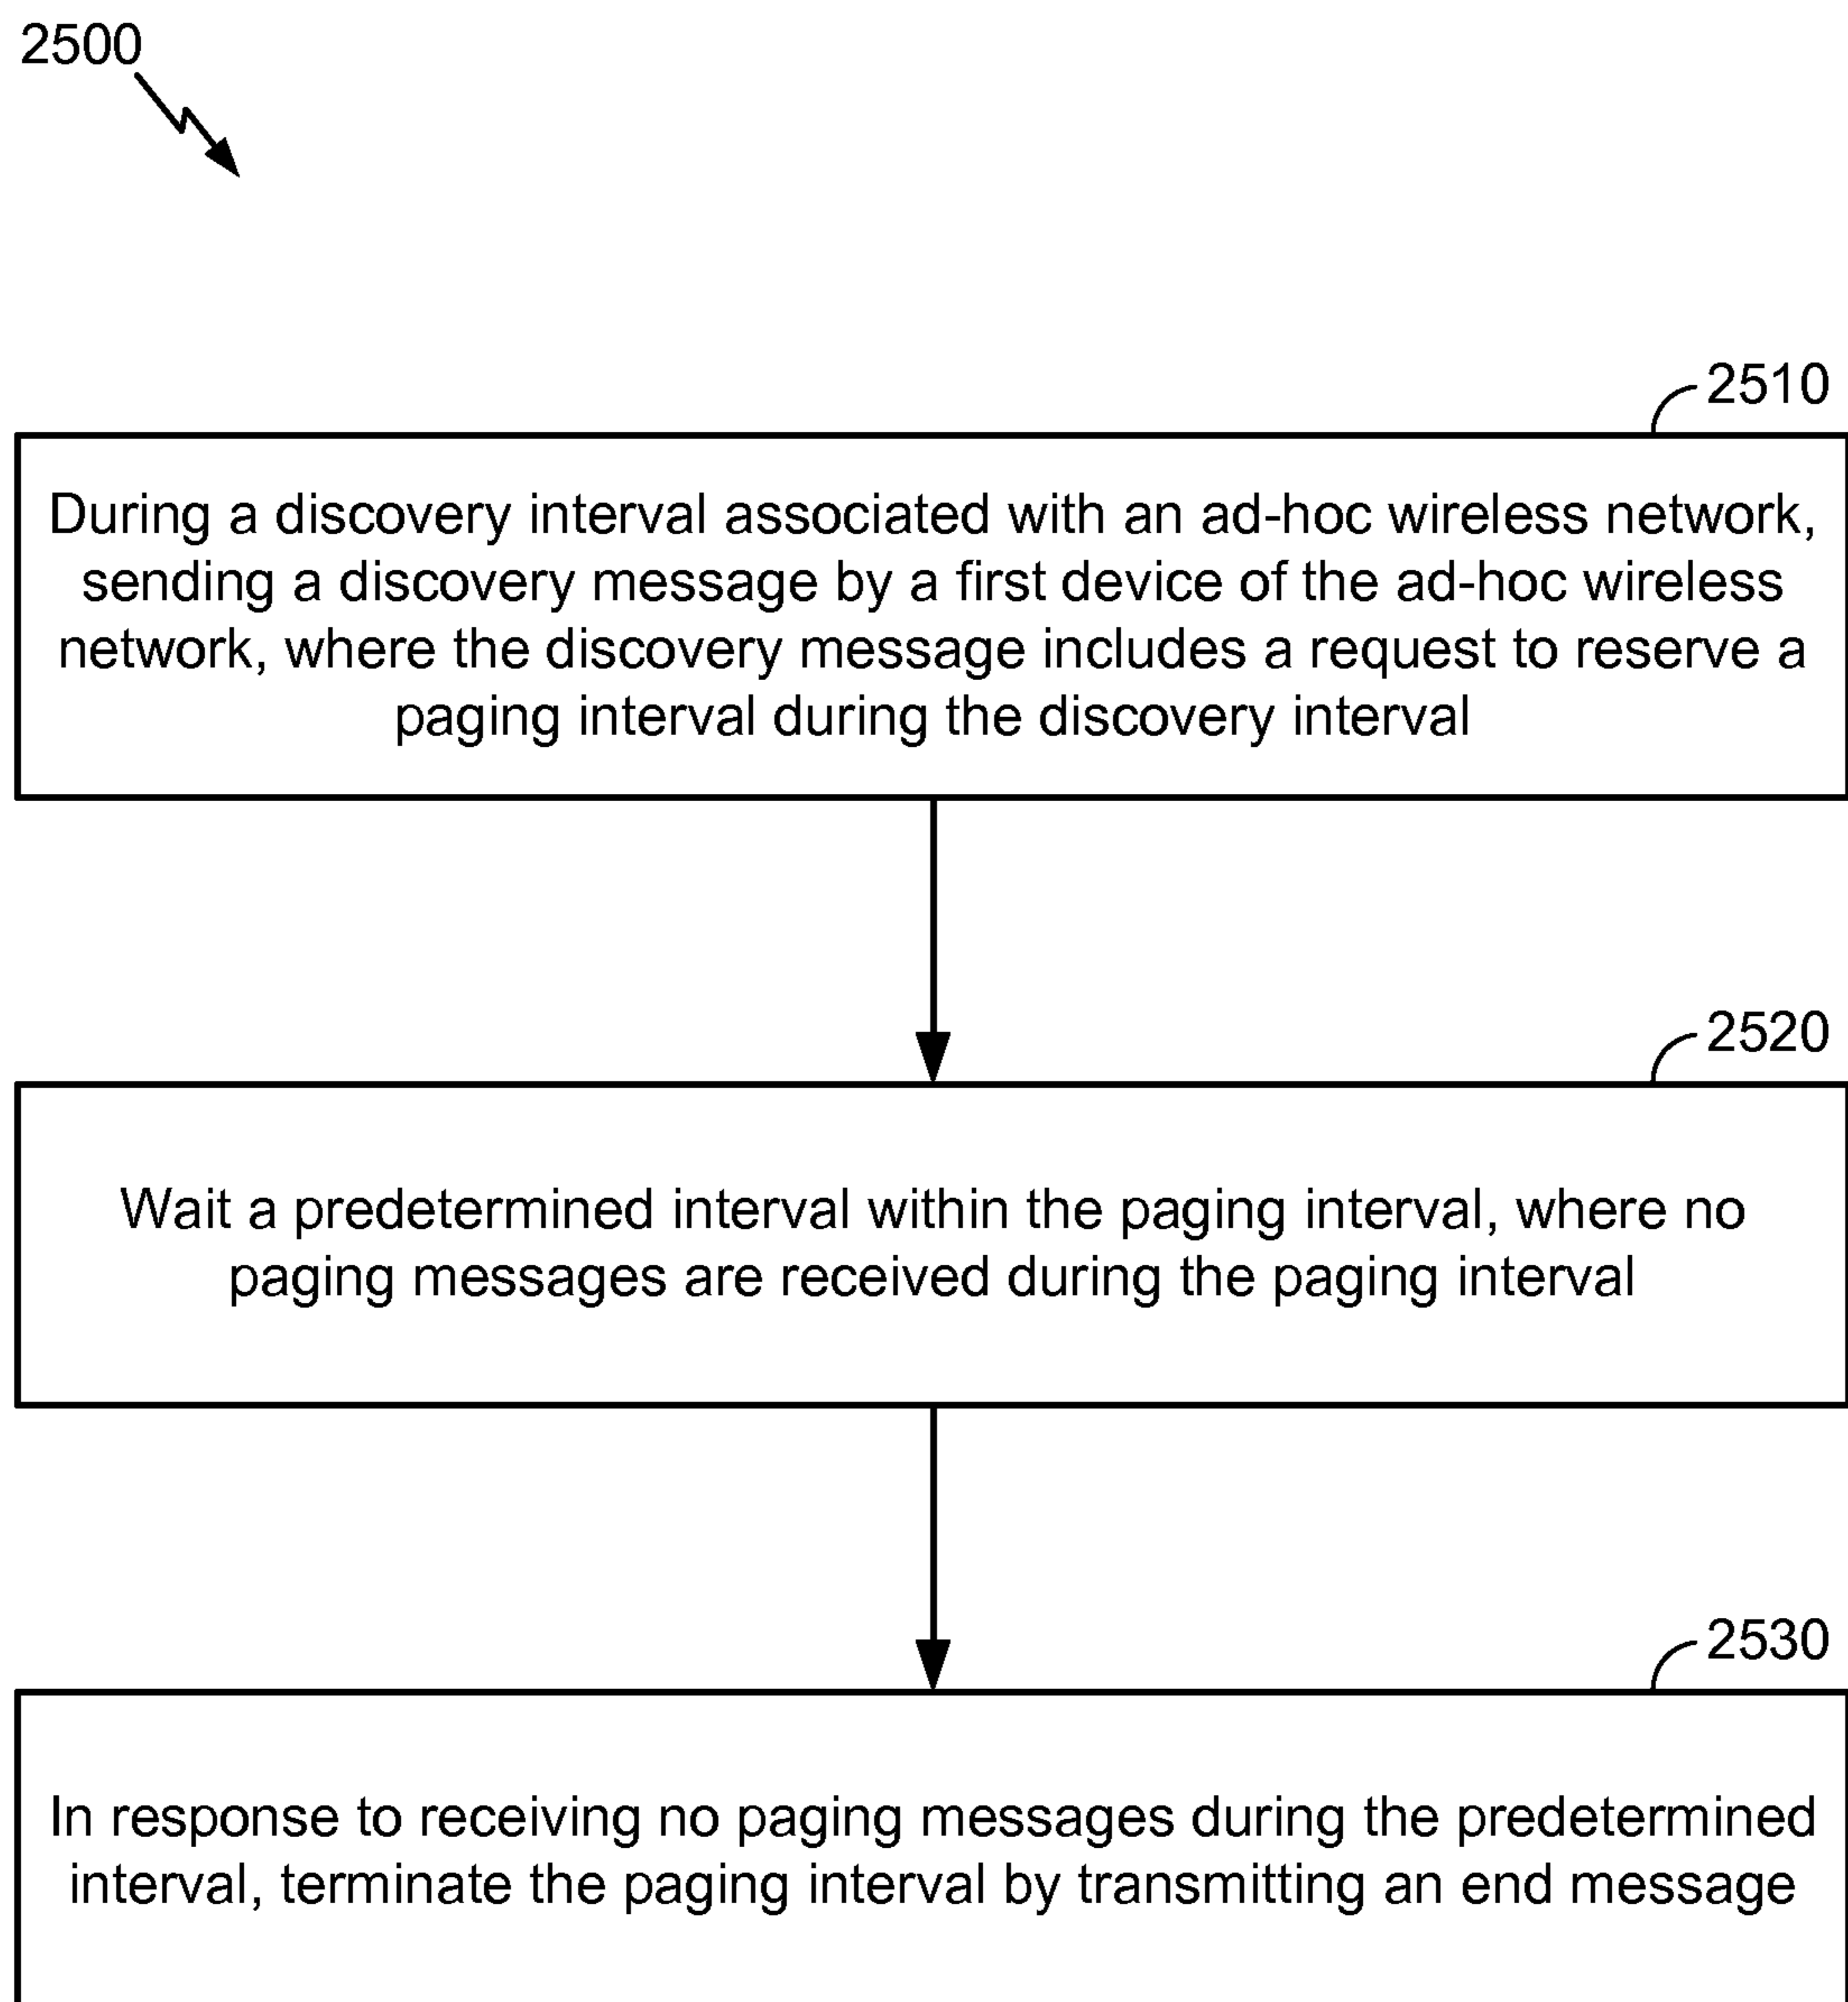 2500
2510
During a discovery interval associated with an ad-hoc wireless network,
sending a discovery message by a first device of the ad-hoc wireless
network, where the discovery message includes a request to reserve a
paging interval during the discovery interval
2520
Wait a predetermined interval within the paging interval, where no
paging messages are received during the paging interval
2530
In response to receiving no paging messages during the predetermined
interval, terminate the paging interval by transmitting an end message